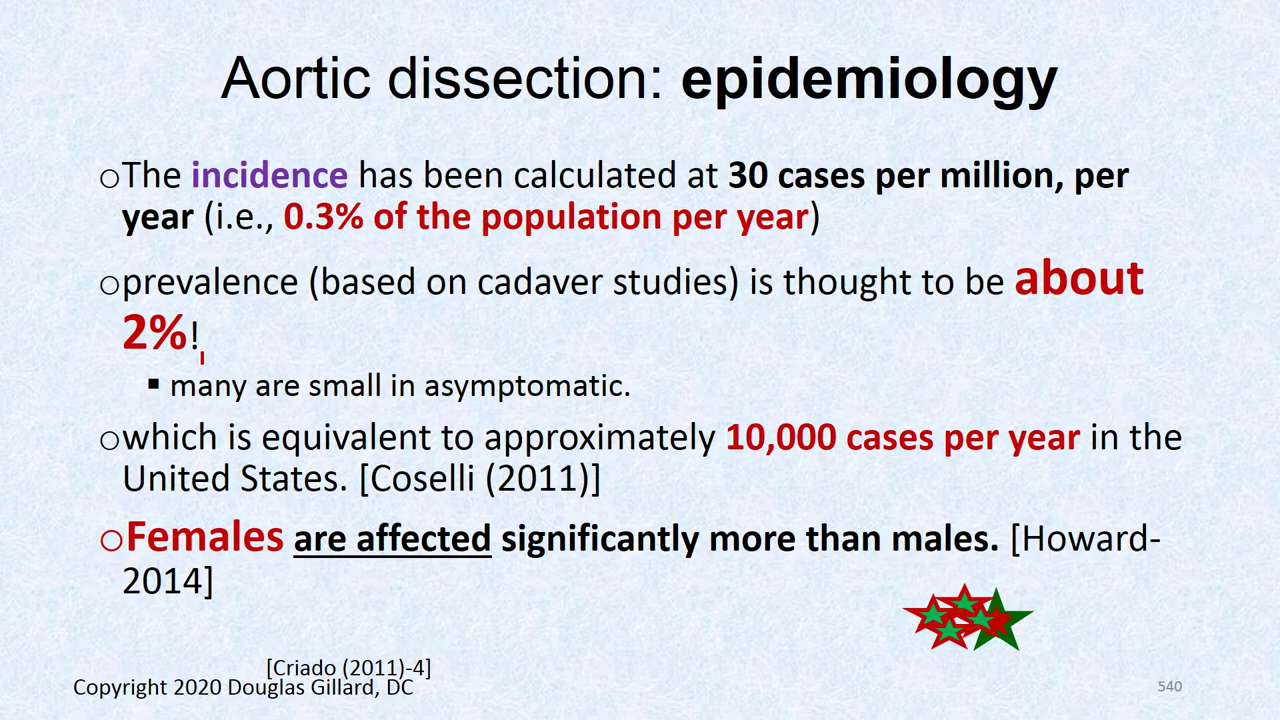 Aortic dissection: epidemiology
oThe incidence has been calculated at 30 cases per million, per
year (i.e., 0.3% of the population per year)
oprevalence (based on cadaver studies) is thought to be about
2%!
▪ many are small in asymptomatic.
owhich is equivalent to approximately 10,000 cases per year in the
United States. [Coselli (2011)]
oFemales are affected significantly more than males. [Howard-
2014]
[Criado (2011)-4]
Copyright 2020 Douglas Gillard, DC
540